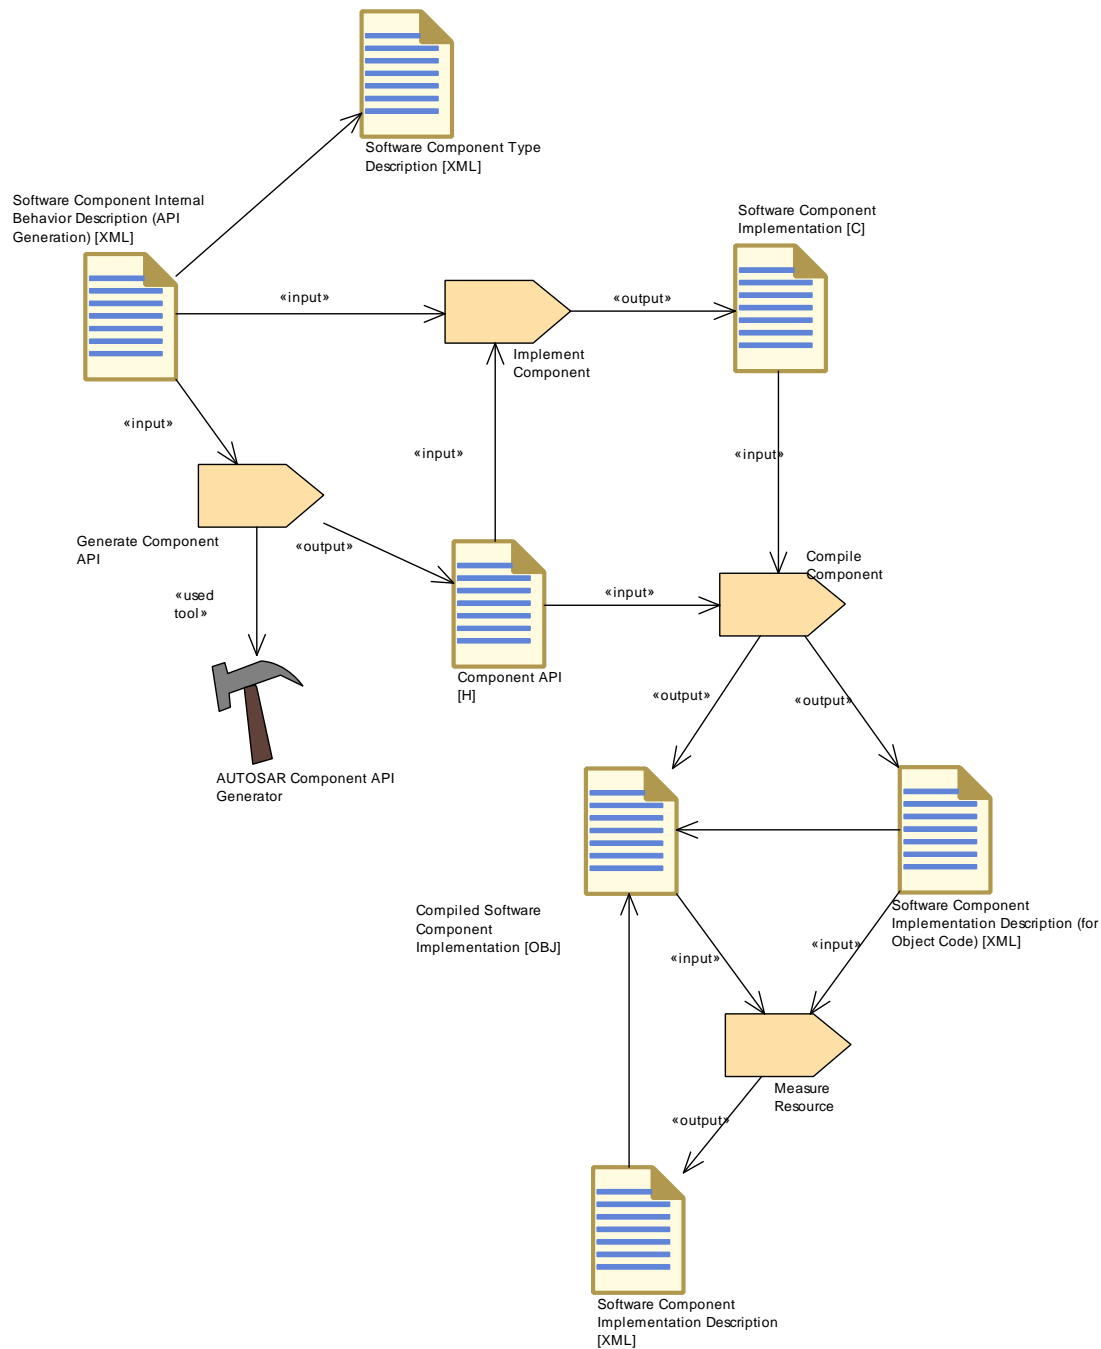 Software Component Type
Description [XML]
Software Component Internal
Behavior Description (API
Generation) [XML]
Software Component
Implementation [C]
«input»
«output»
Implement
Component
«input»
«input»
«input»
Generate Component
API
«output»
Compile
Component
«used
tool»
«input»
Component API
[H]
«output»
«output»
AUTOSAR Component API
Generator
Compiled Software
Component
Implementation [OBJ]
Software Component
Implementation Description (for
Object Code) [XML]
«input»
«input»
Measure
Resource
«output»
Software Component
Implementation Description
[XML]